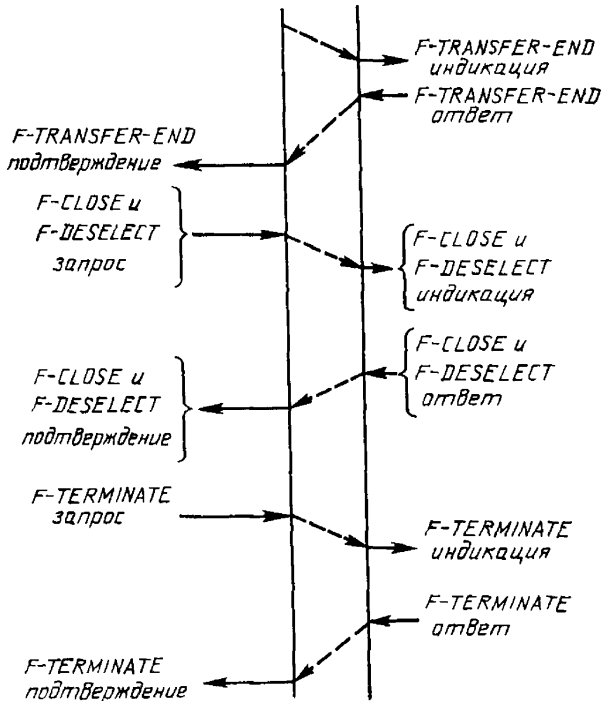 F-TRANSFER-END
индикация
F-TRANSFER-END
ответ
F-TRANSFER-END
подтверждение
F-CLOSE и
F-DESELECT
запрос
F-CLOSE и
F-DESELECT
индикация
F-CLOSE и
F-DESELECT
ответ
F-CLOSE и
F-DESELECT
подтверждение
F-TERMINATE
запрос
F-TERMINATE
индикация
F-TERMINATE
ответ
F-TERMINATE
подтверждение